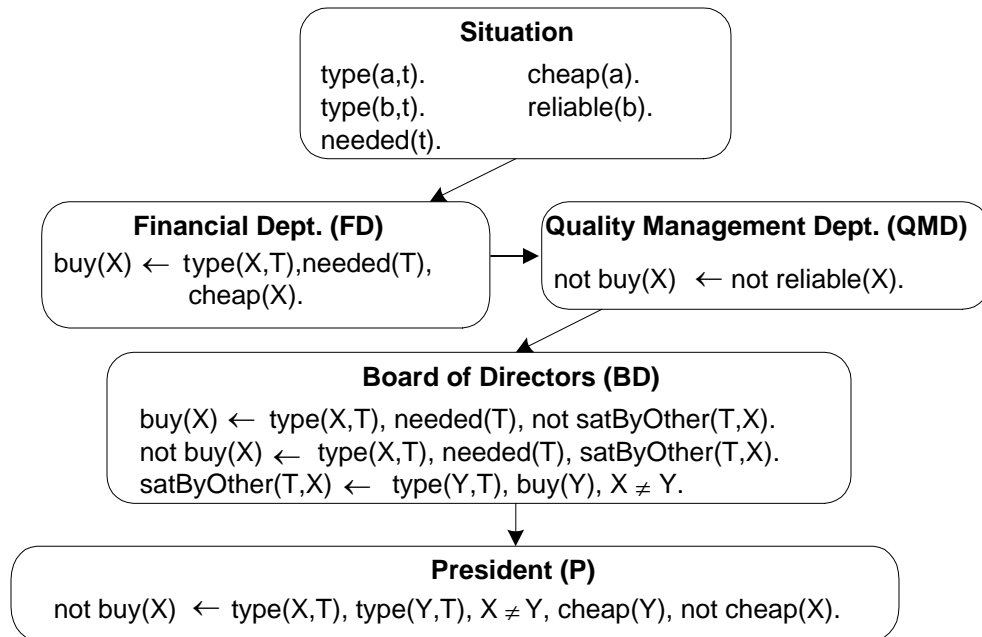 Situation
type(a,t). cheap(a).
type(b,t). reliable(b).
needed(t).
Financial Dept. (FD)
buy(X) ← type(X,T),needed(T),
cheap(X).
Quality Management Dept. (QMD)
not buy(X) ← not reliable(X).
Board of Directors (BD)
buy(X) ← type(X,T), needed(T), not satByOther(T,X).
not buy(X) ← type(X,T), needed(T), satByOther(T,X).
satByOther(T,X) ← type(Y,T), buy(Y), X ≠ Y.
President (P)
not buy(X) ← type(X,T), type(Y,T), X ≠ Y, cheap(Y), not cheap(X).